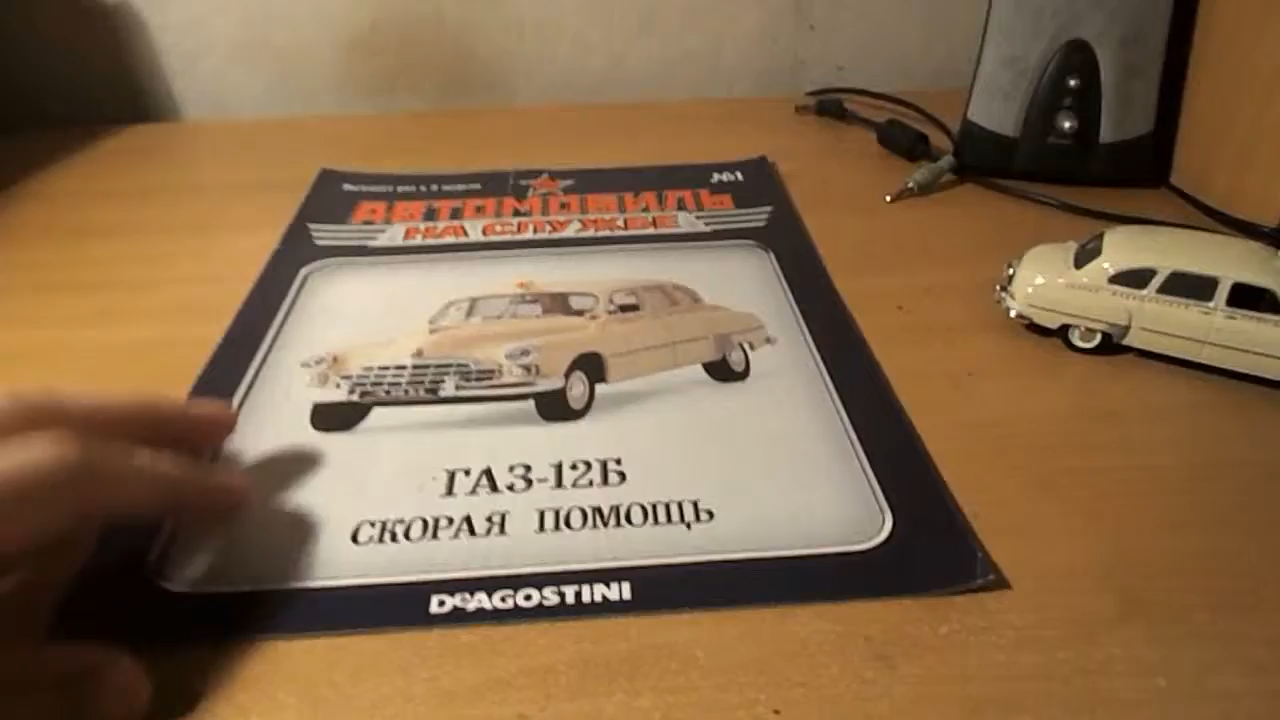 №1
АВТОМОБИЛЬ
НА СЛУЖБЕ
ГАЗ-12Б
СКОРАЯ ПОМОЩЬ
DeAGOSTINI